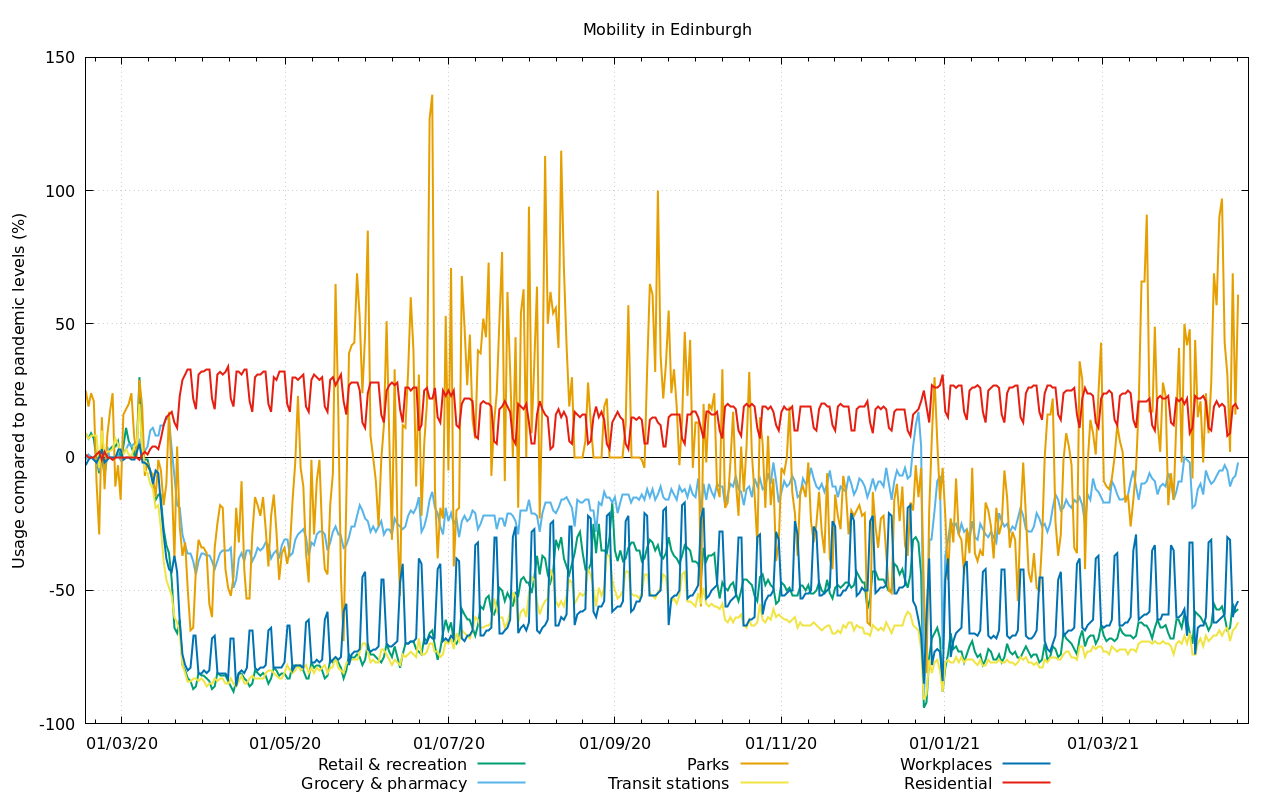 Mobility in Edinburgh
Usage compared to pre pandemic levels (%)
150
100
50
0
-50
-100
01/03/20 01/05/20 01/07/20 01/09/20 01/11/20 01/01/21 01/03/21
Retail & recreation Parks Workplaces
Grocery & pharmacy Transit stations Residential